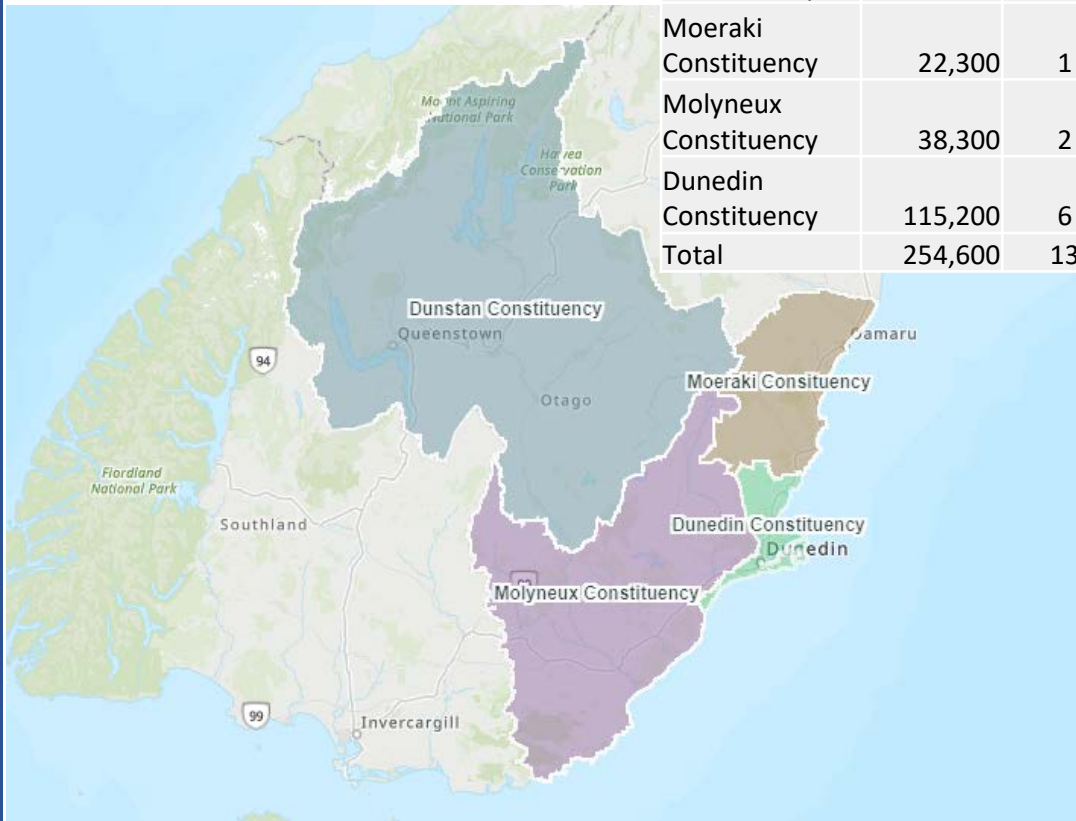 Moeraki
Constituency 22,300 1
Molyneux
Constituency 38,300 2
Dunedin
Constituency 115,200 6
Total 254,600 13
Mount Aspiring
National Park
Hawea
Conservation
Park
Dunstan Constituency
Queenstown
Oamaru
94
Moeraki Consituency
Otago
Fiordland
National Park
Southland
Dunedin Constituency
Dunedin
Molyneux Constituency
99
Invercargill